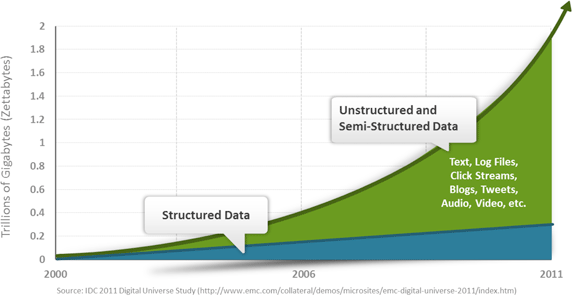 Trillions of Gigabytes (Zettabytes)
2
1.8
1.6
1.4
1.2
1
0.8
0.6
0.4
0.2
0
Unstructured and
Semi-Structured Data
Text, Log Files,
Click Streams,
Blogs, Tweets,
Audio, Video, etc.
Structured Data
2000
2006
2011
Source: IDC 2011 Digital Universe Study (http://www.emc.com/collateral/demos/microsites/emc-digital-universe-2011/index.htm)